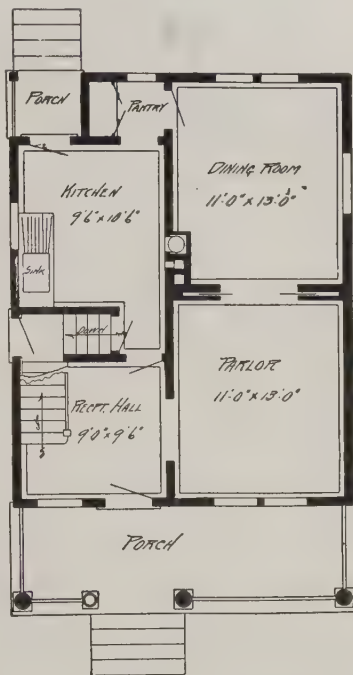 PORCH
PANTRY
DINING ROOM
11'-0" x 13'-0"
KITCHEN
9'6" x 10'6"
SINK
DOWN
PARLOR
11'-0" x 13'-0"
RECPT. HALL
9'0" x 9'6"
PORCH